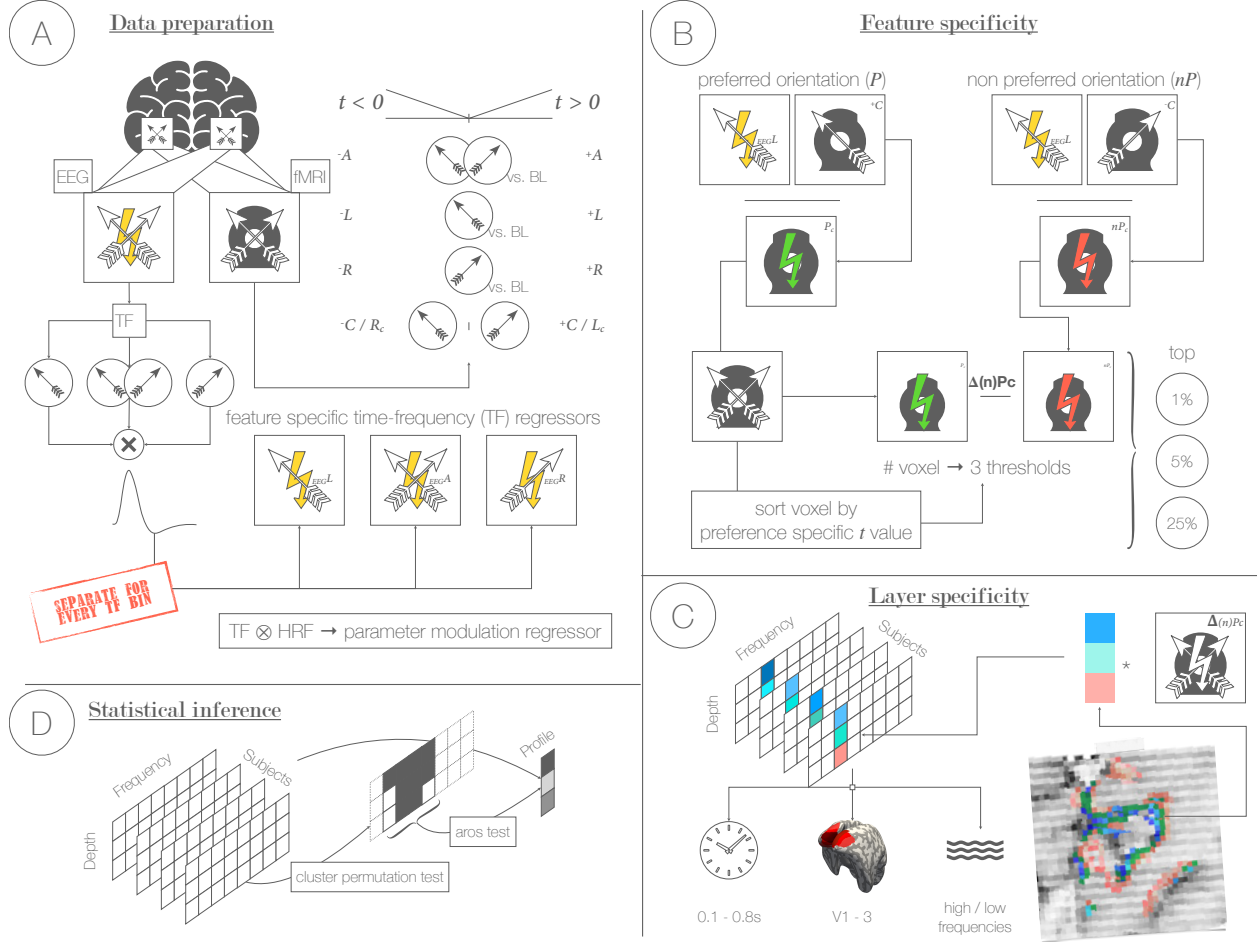 A
Data preparation
EEG
fMRI
TF
t < 0
t > 0
-A
vs. BL
+A
-L
vs. BL
+L
-R
vs. BL
+R
-C / Rc
+C / Lc
feature specific time-frequency (TF) regressors
EEGL
EEGA
EEGR
SEPARATE FOR
EVERY TF BIN
TF ⊗ HRF → parameter modulation regressor
B
Feature specificity
preferred orientation (P)
non preferred orientation (nP)
EEGL
+C
EEGL
-C
Pc
nPc
Pc
Δ(n)Pc
nPc
# voxel → 3 thresholds
sort voxel by
preference specific t value
top
1%
5%
25%
C
Layer specificity
Frequency
Subjects
Depth
*
Δ(n)Pc
0.1 - 0.8s
V1 - 3
high / low
frequencies
D
Statistical inference
Frequency
Subjects
Depth
Profile
aros test
cluster permutation test